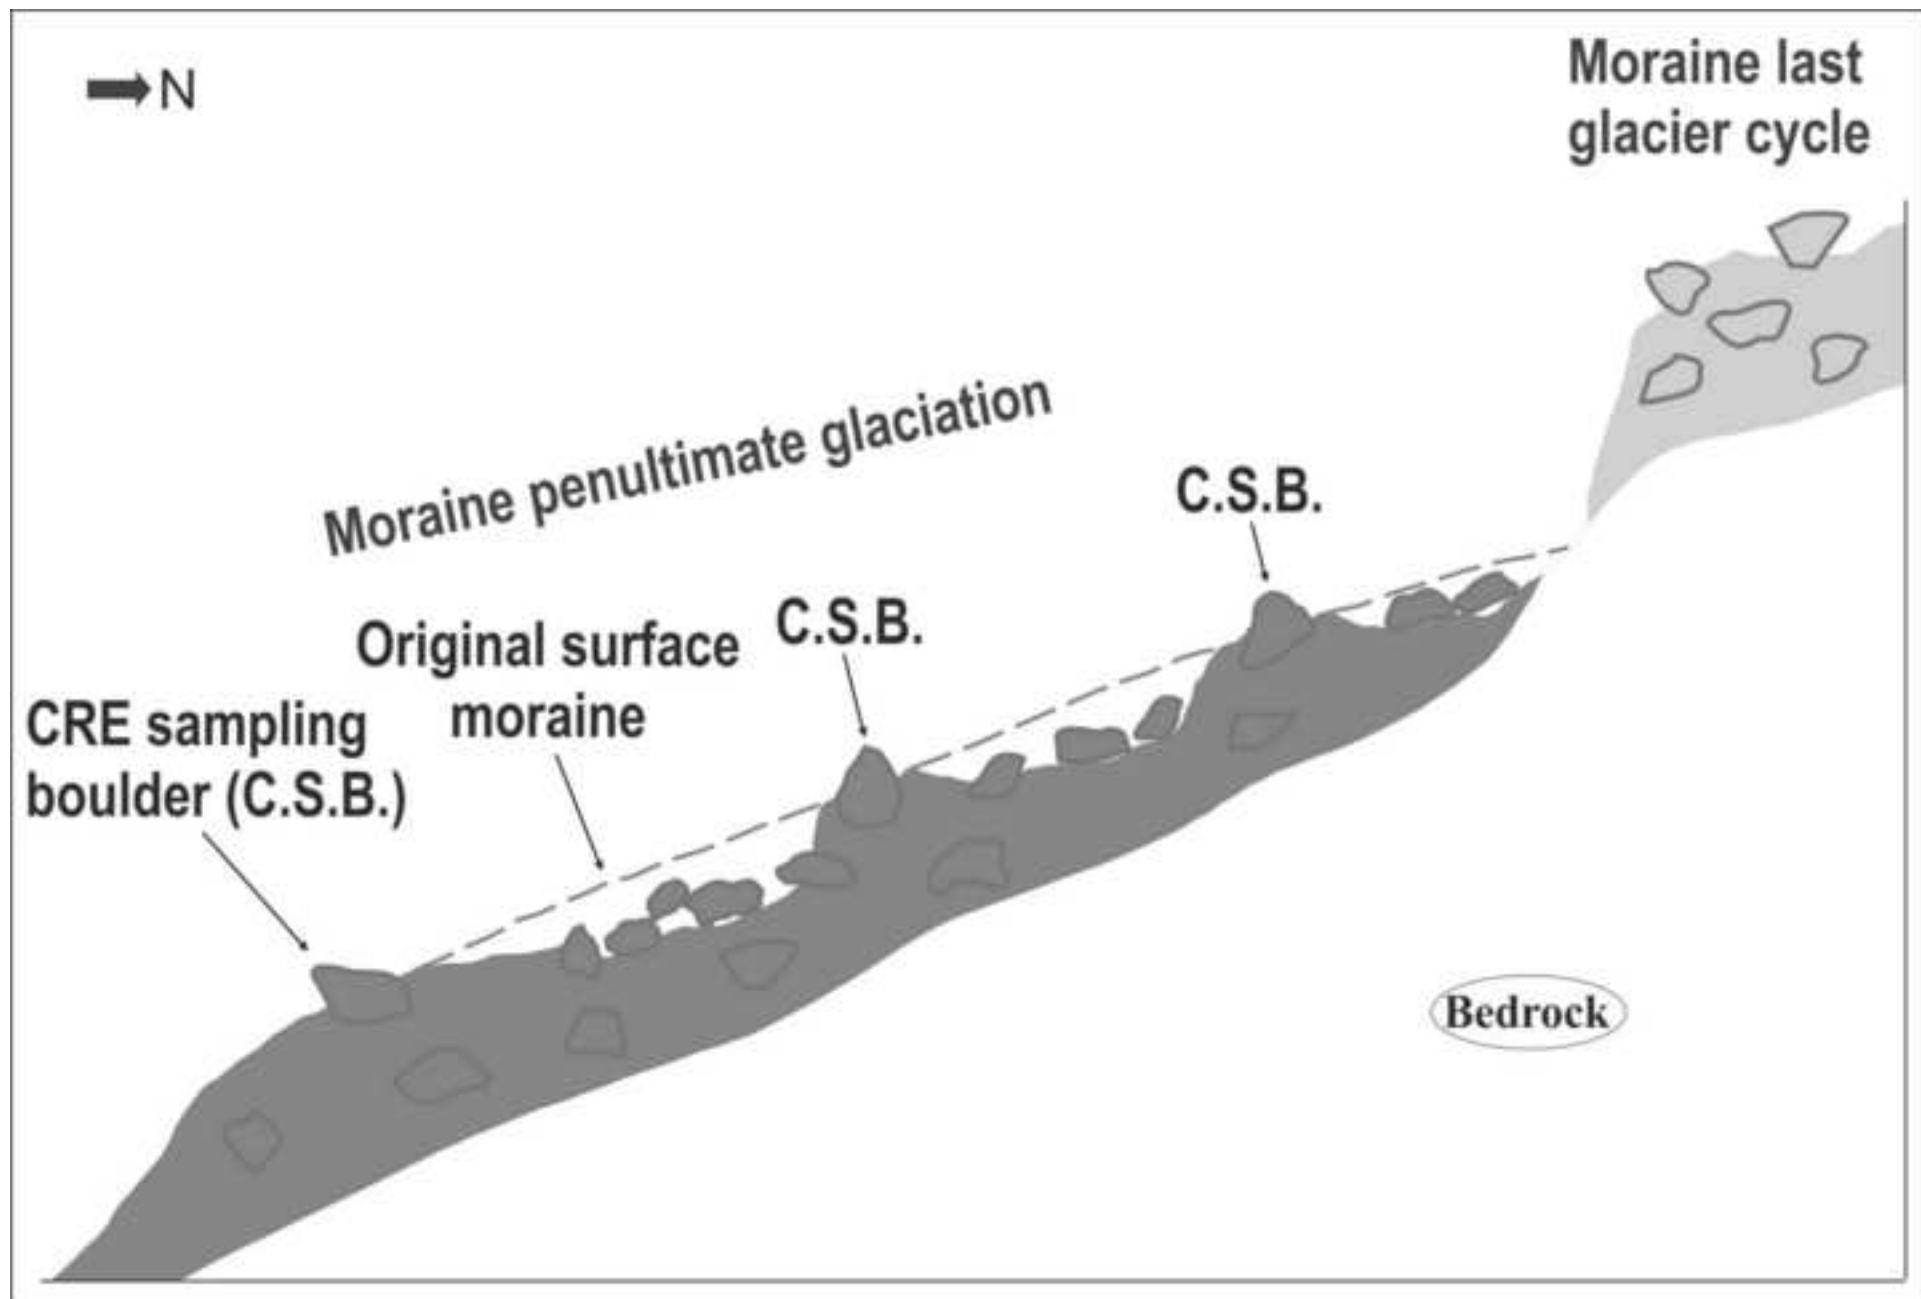 N
Moraine last
glacier cycle
Moraine penultimate glaciation
C.S.B.
C.S.B.
Original surface
moraine
CRE sampling
boulder (C.S.B.)
Bedrock